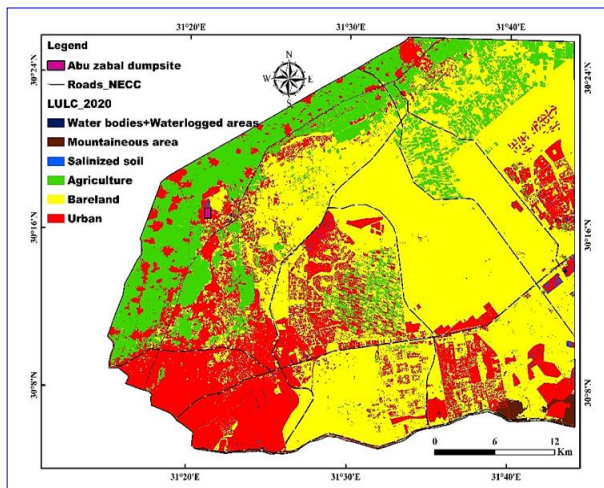 31°20'E 31°30'E 31°40'E
Legend
Abu zabal dumpsite
Roads_NECC
LULC_2020
Water bodies+Waterlogged areas
Mountaineous area
Salinized soil
Agriculture
Bareland
Urban
N
W E
S
30°24'N
30°16'N
30°8'N
30°24'N
30°16'N
30°8'N
0 6 12
Km
31°20'E 31°30'E 31°40'E